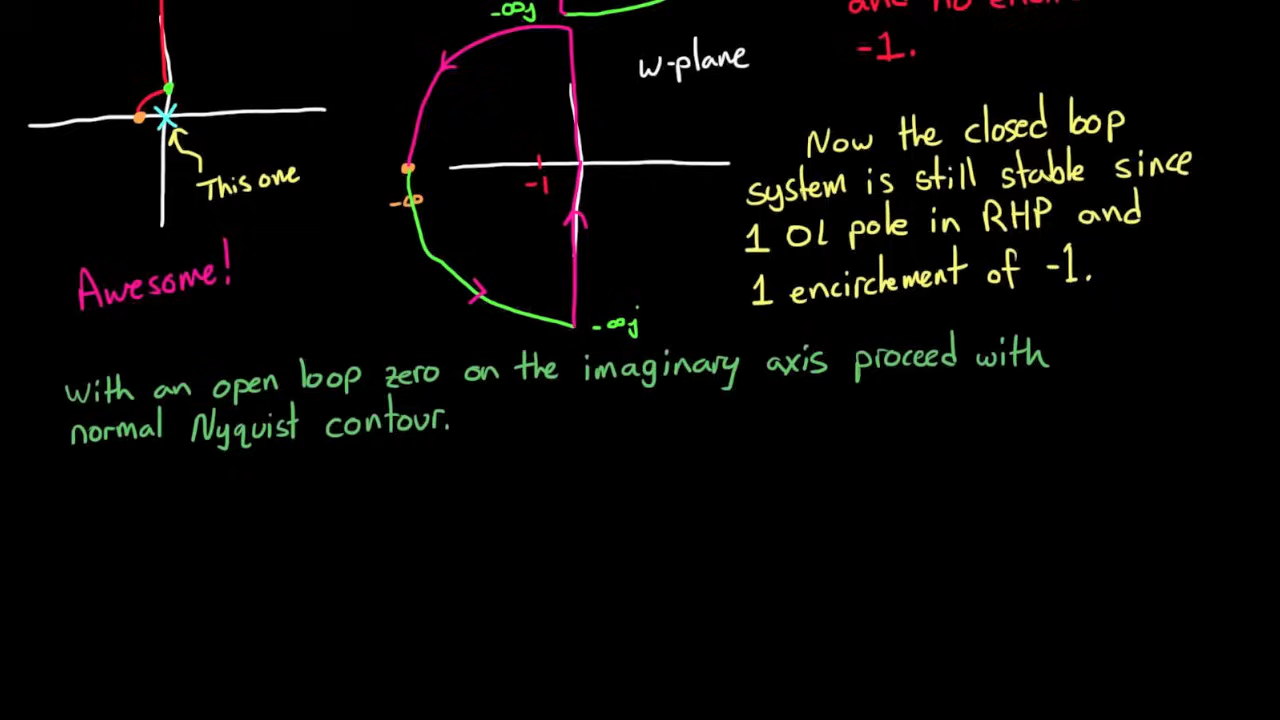 -∞j
and no
-1.
w-plane
Now the closed loop
system is still stable since
1 OL pole in RHP and
1 encirclement of -1.
This one
-1
-∞
Awesome!
-∞j
with an open loop zero on the imaginary axis proceed with
normal Nyquist contour.